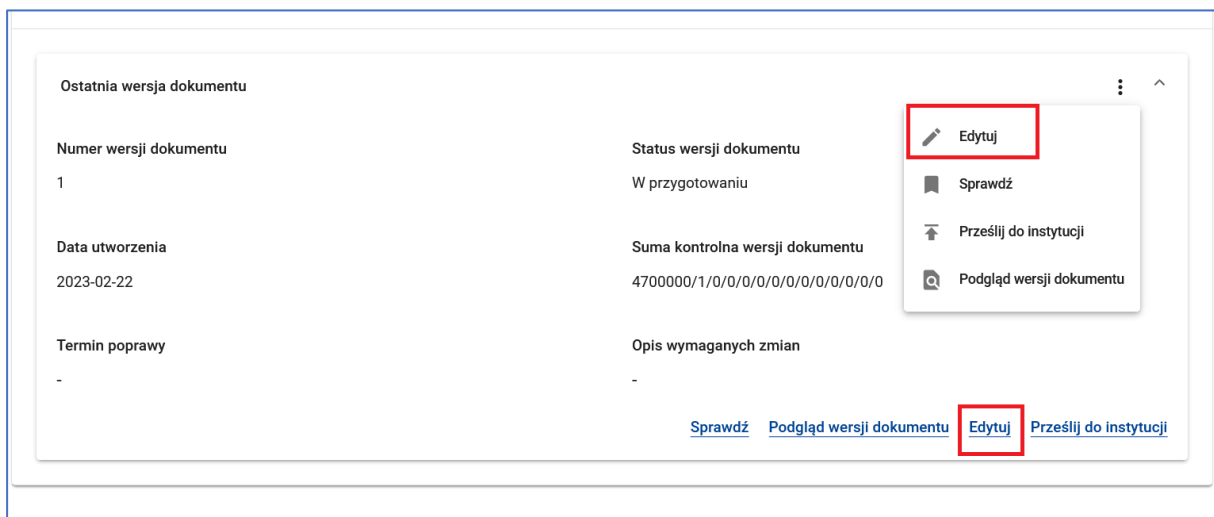 Ostatnia wersja dokumentu
Edytuj
Numer wersji dokumentu
Status wersji dokumentu
1
W przygotowaniu
Sprawdź
Prześlij do instytucji
Data utworzenia
Suma kontrolna wersji dokumentu
2023-02-22
4700000/1/0/0/0/0/0/0/0/0/0/0/0/0
Podgląd wersji dokumentu
Termin poprawy
Opis wymaganych zmian
-
-
Sprawdź Podgląd wersji dokumentu Edytuj Prześlij do instytucji